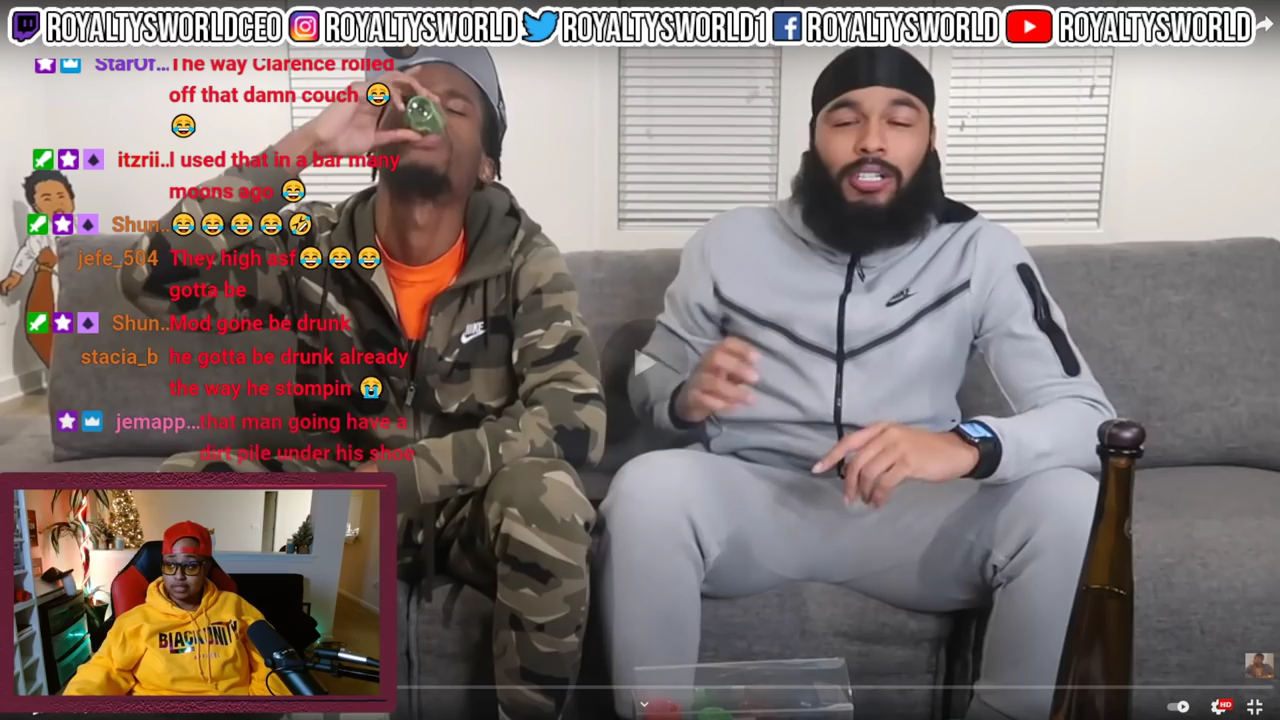 ROYALTYSWORLDCEO ROYALTYSWORLD ROYALTYSWORLD1 ROYALTYSWORLD ROYALTYSWORLD
StarOf... The way Clarence rolled
off that damn couch 😂
😂
itzrii.. I used that in a bar many
moons ago 😂
Shun.. 😂😂😂😂🤣
jefe_504 They high asf😂😂😂
gotta be
Shun.. Mod gone be drunk
stacia_b he gotta be drunk already
the way he stompin 😭
jemapp... that man going have a
dirt pile under his shoe
NIKE
HD